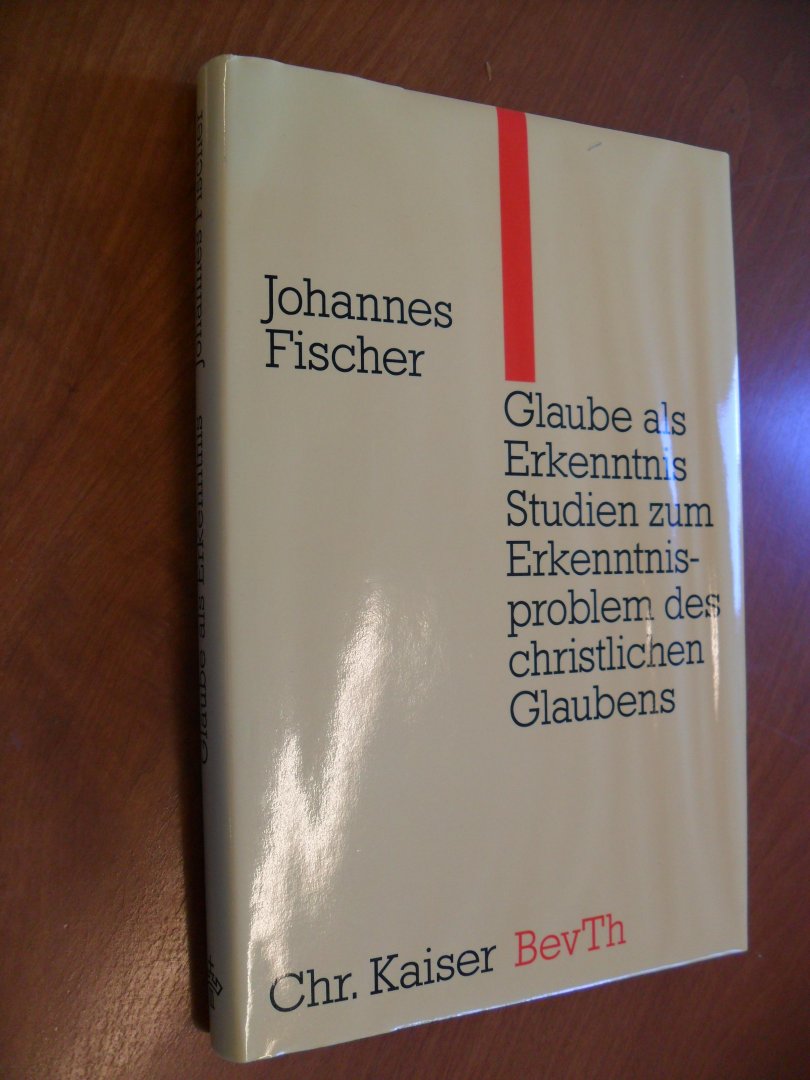 Johannes
Fischer
Glaube als
Erkenntnis
Studien zum
Erkenntnis-
problem des
christlichen
Glaubens
Chr. Kaiser BevTh
Glaube als Erkenntnis Johannes Fischer